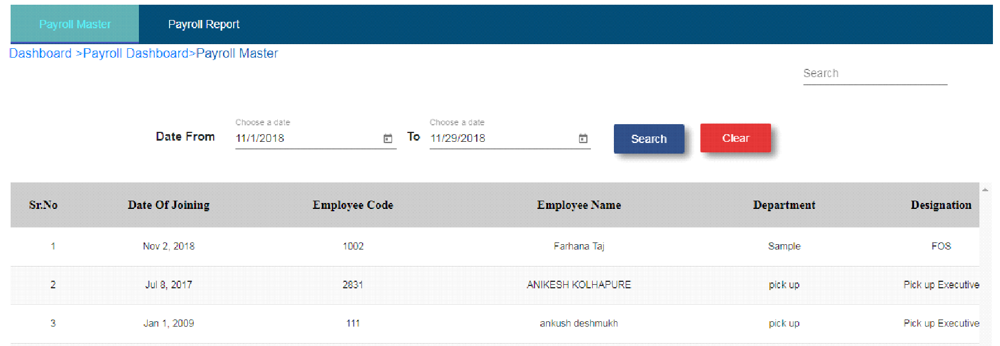 Payroll Master Payroll Report
Dashboard >Payroll Dashboard>Payroll Master
Search
Choose a date Choose a date
Date From 11/1/2018 To 11/29/2018 Search Clear
Sr.No Date Of Joining Employee Code Employee Name Department Designation
1 Nov 2, 2018 1002 Farhana Taj Sample FOS
2 Jul 8, 2017 2831 ANIKESH KOLHAPURE pick up Pick up Executive
3 Jan 1, 2009 111 ankush deshmukh pick up Pick up Executive